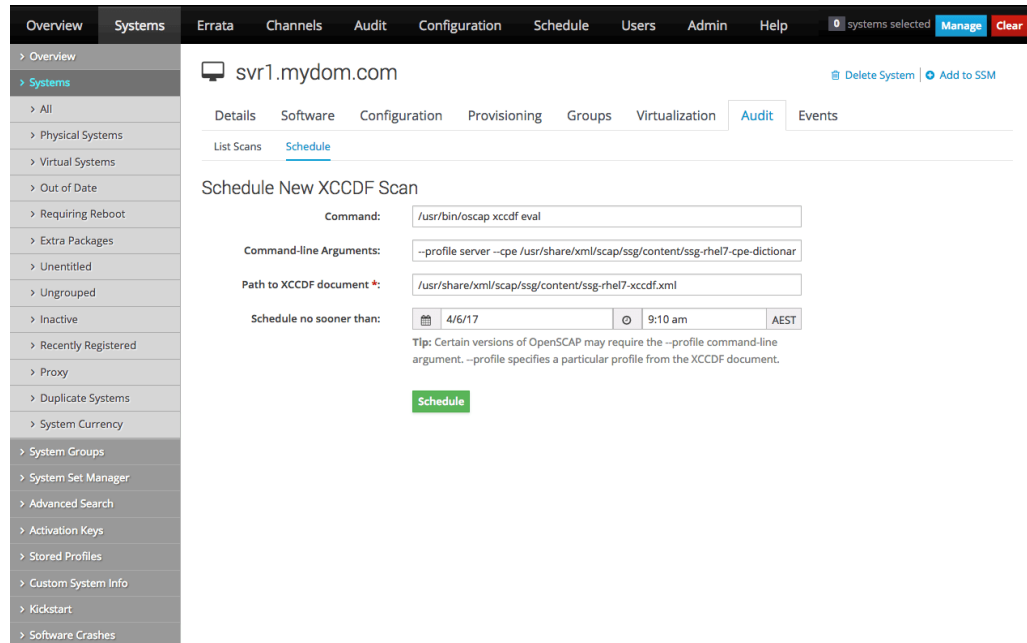 Overview Systems Errata Channels Audit Configuration Schedule Users Admin Help 0 systems selected Manage Clear
> Overview
> Systems
> All
> Physical Systems
> Virtual Systems
> Out of Date
> Requiring Reboot
> Extra Packages
> Unentitled
> Ungrouped
> Inactive
> Recently Registered
> Proxy
> Duplicate Systems
> System Currency
> System Groups
> System Set Manager
> Advanced Search
> Activation Keys
> Stored Profiles
> Custom System Info
> Kickstart
> Software Crashes
svr1.mydom.com
Delete System | Add to SSM
Details Software Configuration Provisioning Groups Virtualization Audit Events
List Scans Schedule
Schedule New XCCDF Scan
Command: /usr/bin/oscap xccdf eval
Command-line Arguments: --profile server --cpe /usr/share/xml/scap/ssg/content/ssg-rhel7-cpe-dictionar
Path to XCCDF document *: /usr/share/xml/scap/ssg/content/ssg-rhel7-xccdf.xml
Schedule no sooner than: 4/6/17 9:10 am AEST
Tip: Certain versions of OpenSCAP may require the --profile command-line
argument. --profile specifies a particular profile from the XCCDF document.
Schedule